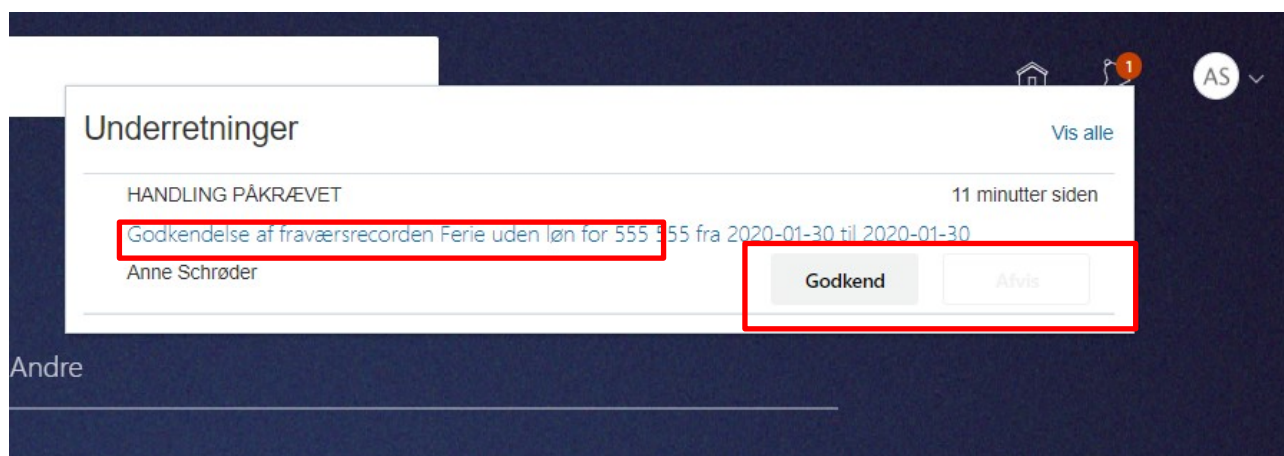 1
AS
Underretninger
Vis alle
HANDLING PÅKRÆVET
11 minutter siden
Godkendelse af fraværsrecorden Ferie uden løn for 555 555 fra 2020-01-30 til 2020-01-30
Anne Schrøder
Godkend
Afvis
Andre